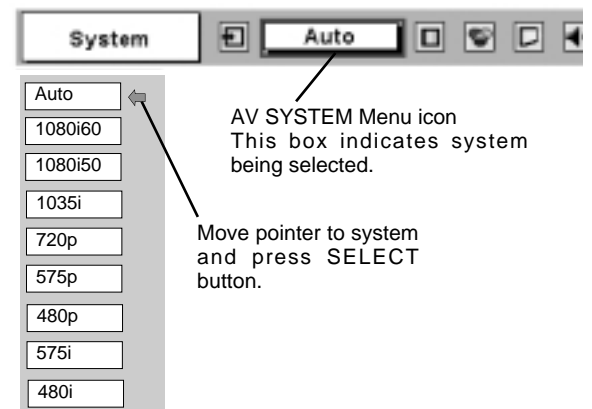 System
Auto
Auto
1080i60
1080i50
1035i
720p
575p
480p
575i
480i
AV SYSTEM Menu icon
This box indicates system
being selected.
Move pointer to system
and press SELECT
button.